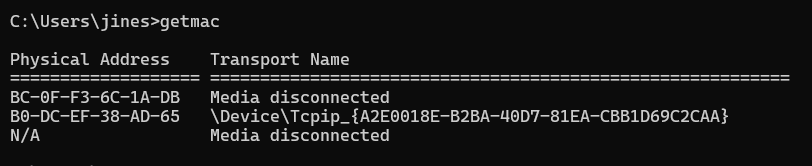 C:\Users\jines>getmac
Physical Address    Transport Name
=================== ==========================================================
BC-0F-F3-6C-1A-DB   Media disconnected
B0-DC-EF-38-AD-65   \Device\Tcpip_{A2E0018E-B2BA-40D7-81EA-CBB1D69C2CAA}
N/A                 Media disconnected